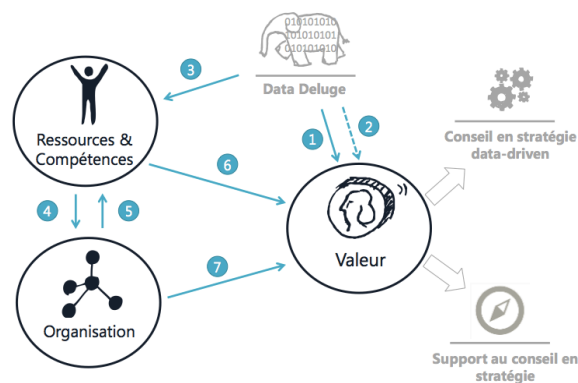 010101010
101010101
010101010
Data Deluge
3
1
2
Ressources &
Compétences
Conseil en stratégie
data-driven
6
4
5
Valeur
7
Organisation
Support au conseil en
stratégie